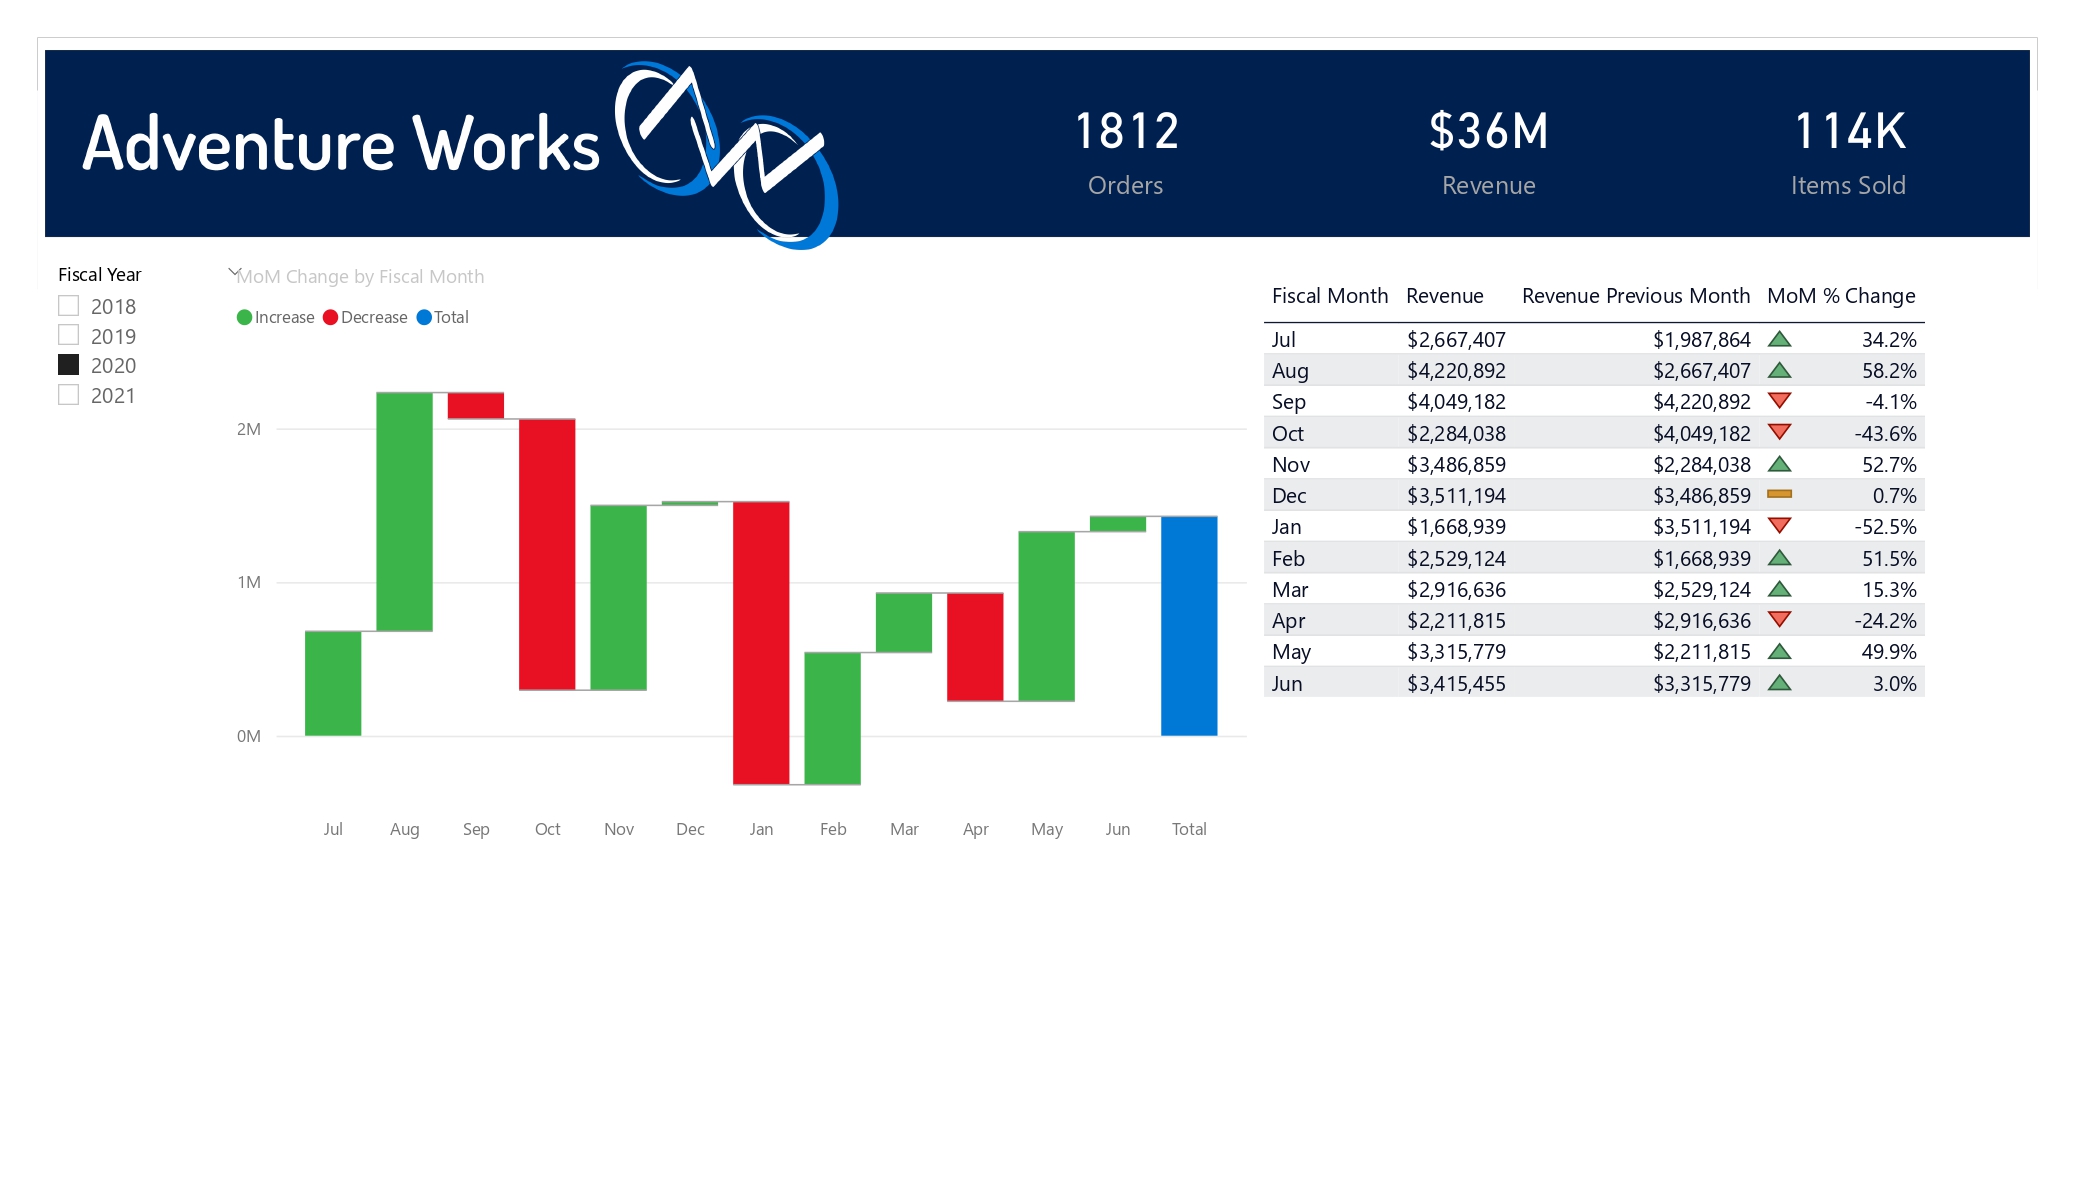 Adventure Works
1812
Orders
$36M
Revenue
114K
Items Sold
Fiscal Year
2018
2019
2020
2021
MoM Change by Fiscal Month
Increase Decrease Total
2M
1M
0M
Jul Aug Sep Oct Nov Dec Jan Feb Mar Apr May Jun Total
Fiscal Month Revenue Revenue Previous Month MoM % Change
Jul $2,667,407 $1,987,864 34.2%
Aug $4,220,892 $2,667,407 58.2%
Sep $4,049,182 $4,220,892 -4.1%
Oct $2,284,038 $4,049,182 -43.6%
Nov $3,486,859 $2,284,038 52.7%
Dec $3,511,194 $3,486,859 0.7%
Jan $1,668,939 $3,511,194 -52.5%
Feb $2,529,124 $1,668,939 51.5%
Mar $2,916,636 $2,529,124 15.3%
Apr $2,211,815 $2,916,636 -24.2%
May $3,315,779 $2,211,815 49.9%
Jun $3,415,455 $3,315,779 3.0%